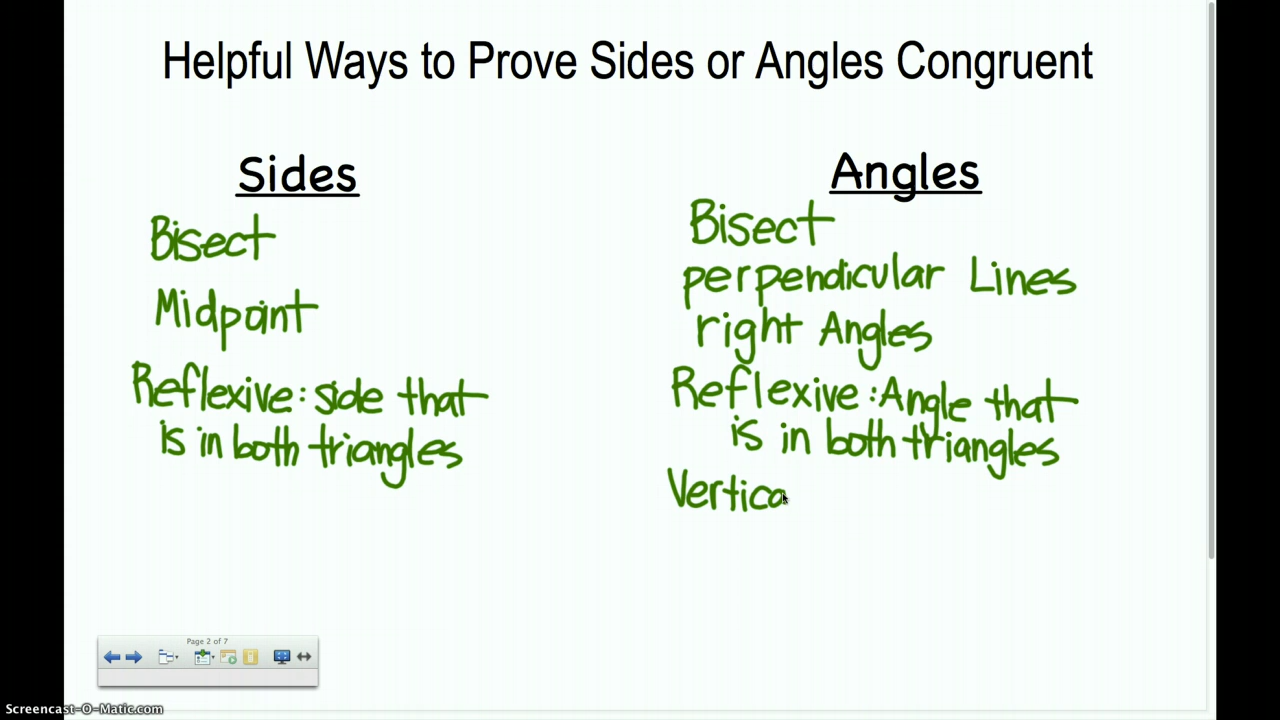 Helpful Ways to Prove Sides or Angles Congruent
Sides
Bisect
Midpoint
Reflexive: side that
is in both triangles
Angles
Bisect
perpendicular Lines
right Angles
Reflexive: Angle that
is in both triangles
Vertica
Page 2 of 7
Screencast-O-Matic.com